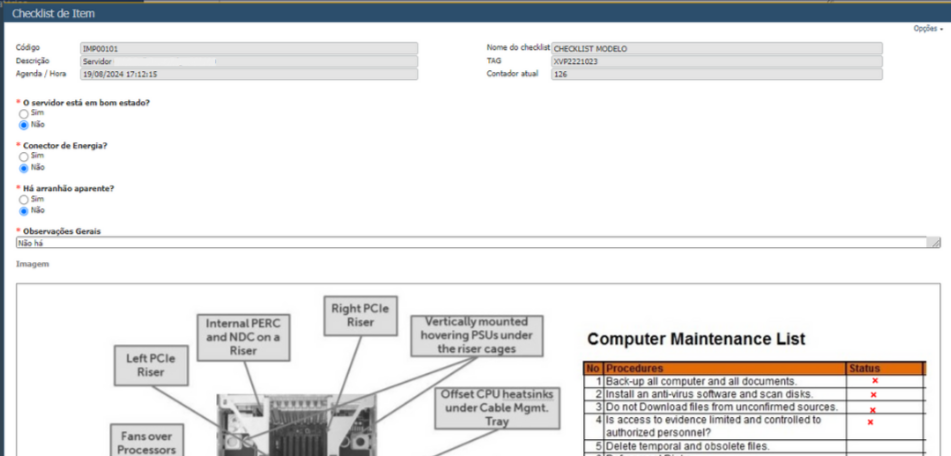 Checklist de Item
Opções
Código IMP00101
Nome do checklist CHECKLIST MODELO
Descrição Servidor
TAG XVP2221023
Agenda / Hora 19/08/2024 17:12:15
Contador atual 126
* O servidor está em bom estado?
Sim
Não
* Conector de Energia?
Sim
Não
* Há arranhão aparente?
Sim
Não
* Observações Gerais
Não há
Imagem
Right PCIe
Riser
Internal PERC
and NDC on a
Riser
Vertically mounted
hovering PSUs under
the riser cages
Left PCIe
Riser
Offset CPU heatsinks
under Cable Mgmt.
Tray
Fans over
Processors
Computer Maintenance List
No Procedures Status
1 Back-up all computer and all documents. ×
2 Install an anti-virus software and scan disks. ×
3 Do not Download files from unconfirmed sources. ×
4 Is access to evidence limited and controlled to ×
authorized personnel?
5 Delete temporal and obsolete files.